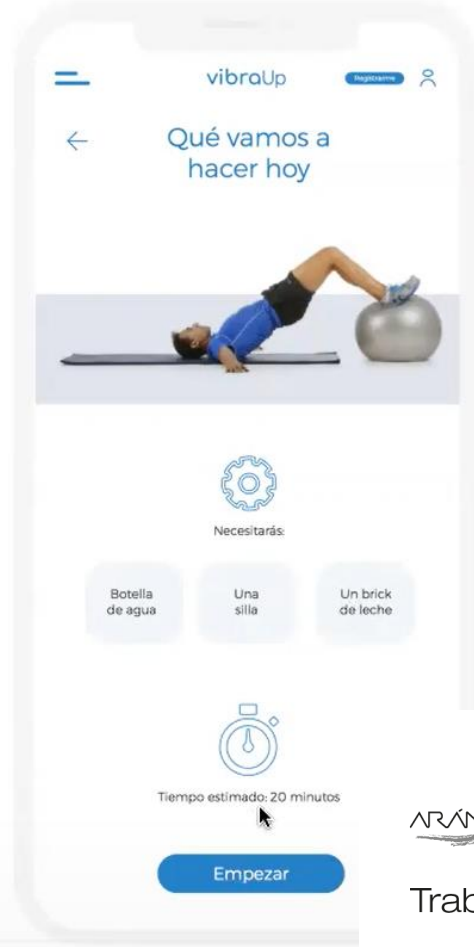 vibraUp
Registrarme
Qué vamos a
hacer hoy
Necesitarás:
Botella
de agua
Una
silla
Un brick
de leche
Tiempo estimado: 20 minutos
Empezar
ARÁN
Trab